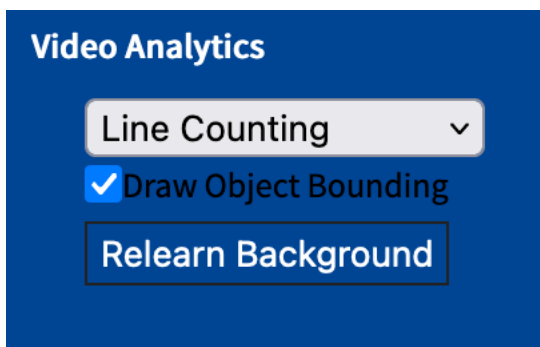 Video Analytics
Line Counting
Draw Object Bounding
Relearn Background